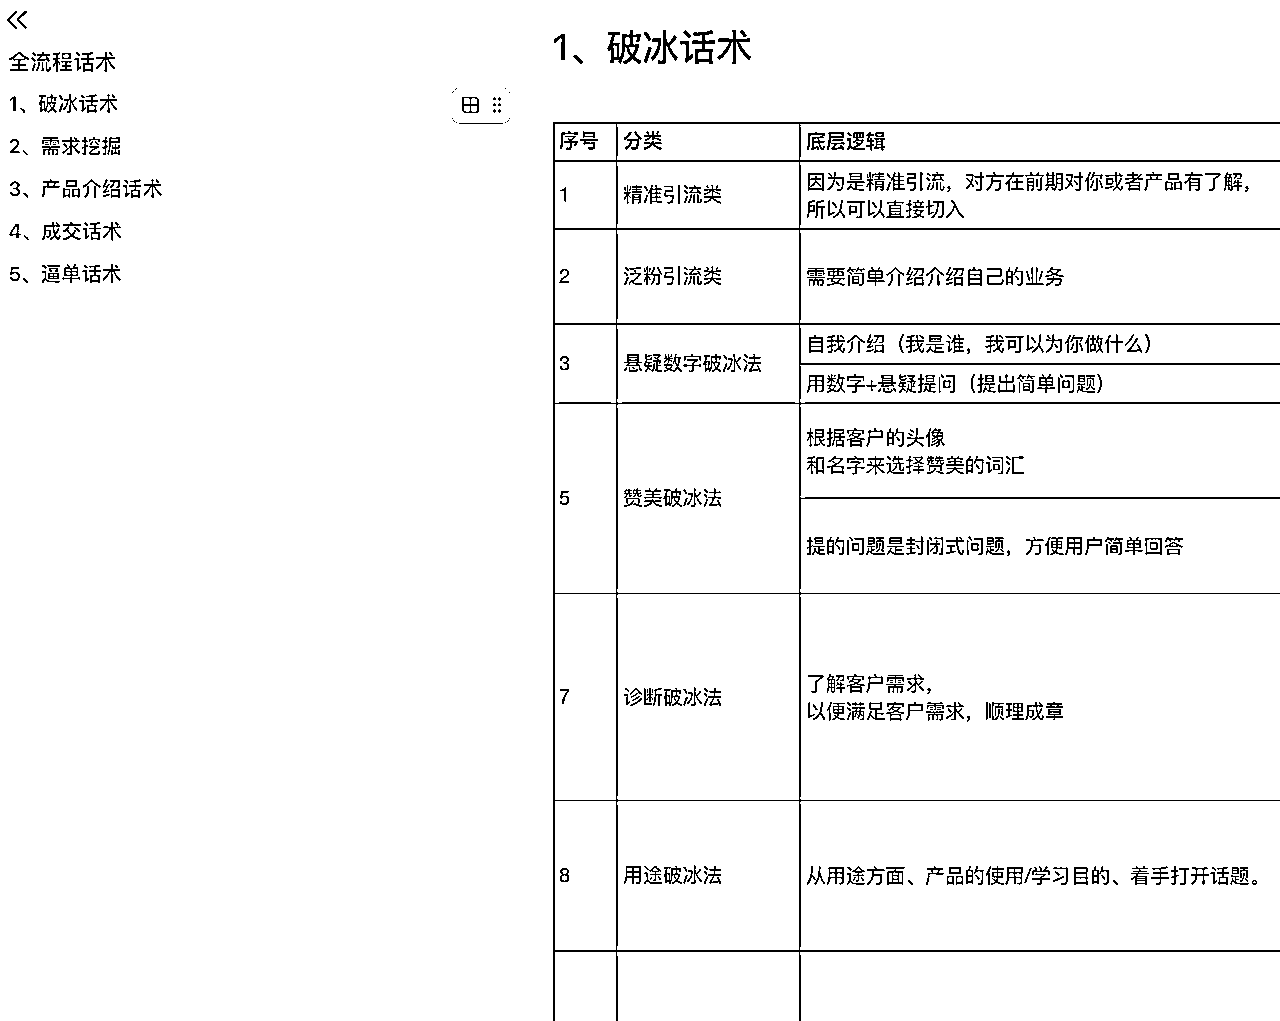 全流程话术
1、破冰话术
2、需求挖掘
3、产品介绍话术
4、成交话术
5、逼单话术
1、破冰话术
序号 分类 底层逻辑
1 精准引流类 因为是精准引流，对方在前期对你或者产品有了解，
所以可以直接切入
2 泛粉引流类 需要简单介绍介绍自己的业务
3 悬疑数字破冰法 自我介绍（我是谁，我可以为你做什么）
用数字+悬疑提问（提出简单问题）
5 赞美破冰法 根据客户的头像
和名字来选择赞美的词汇
提的问题是封闭式问题，方便用户简单回答
7 诊断破冰法 了解客户需求，
以便满足客户需求，顺理成章
8 用途破冰法 从用途方面、产品的使用/学习目的、着手打开话题。